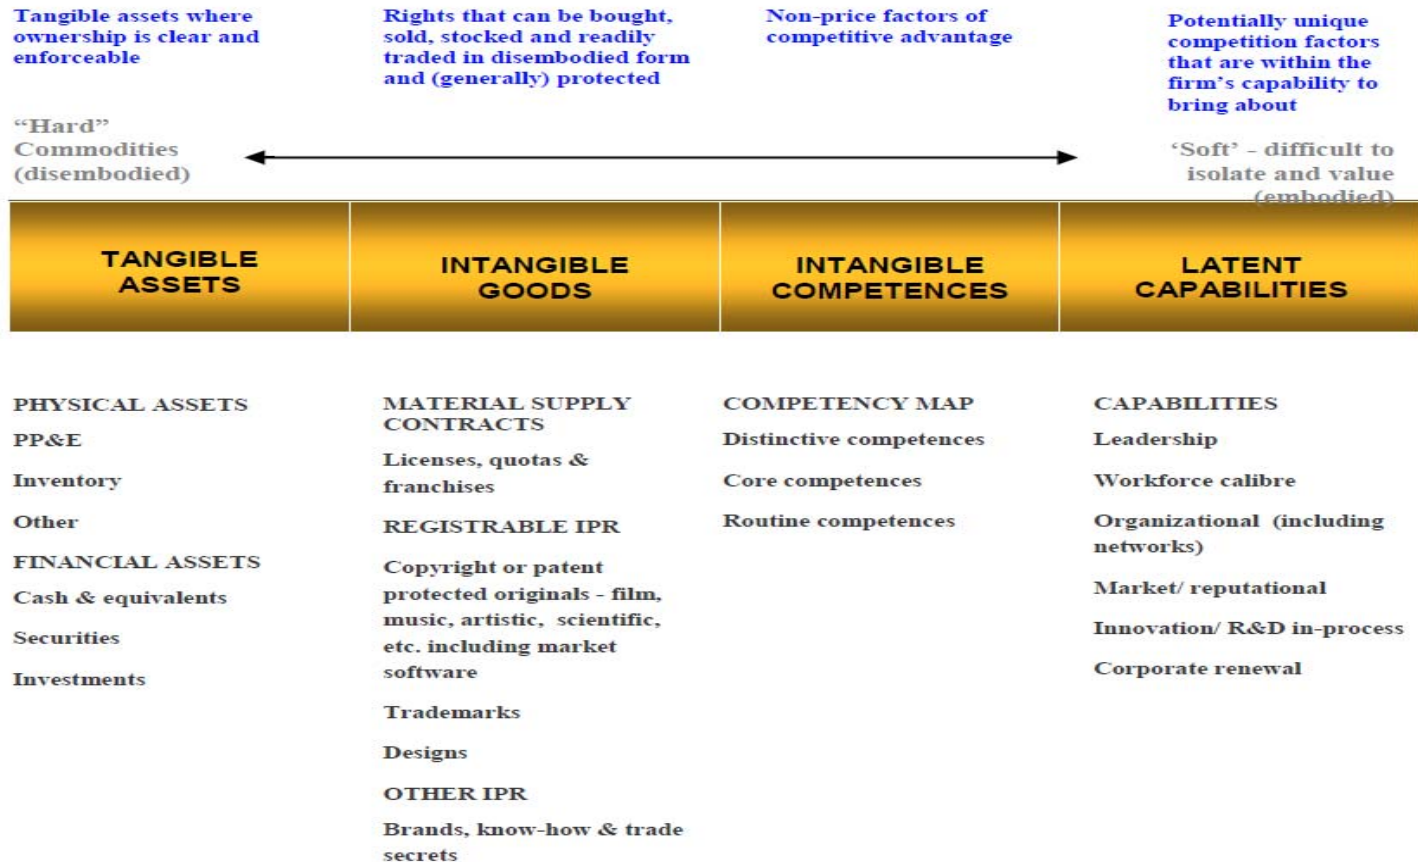 Tangible assets where
ownership is clear and
enforceable
Rights that can be bought,
sold, stocked and readily
traded in disembodied form
and (generally) protected
Non-price factors of
competitive advantage
Potentially unique
competition factors
that are within the
firm's capability to
bring about
“Hard”
Commodities
(disembodied)
‘Soft’ - difficult to
isolate and value
(embodied)
TANGIBLE
ASSETS
INTANGIBLE
GOODS
INTANGIBLE
COMPETENCES
LATENT
CAPABILITIES
PHYSICAL ASSETS
PP&E
Inventory
Other
FINANCIAL ASSETS
Cash & equivalents
Securities
Investments
MATERIAL SUPPLY
CONTRACTS
Licenses, quotas &
franchises
REGISTRABLE IPR
Copyright or patent
protected originals - film,
music, artistic, scientific,
etc. including market
software
Trademarks
Designs
OTHER IPR
Brands, know-how & trade
secrets
COMPETENCY MAP
Distinctive competences
Core competences
Routine competences
CAPABILITIES
Leadership
Workforce calibre
Organizational (including
networks)
Market/ reputational
Innovation/ R&D in-process
Corporate renewal